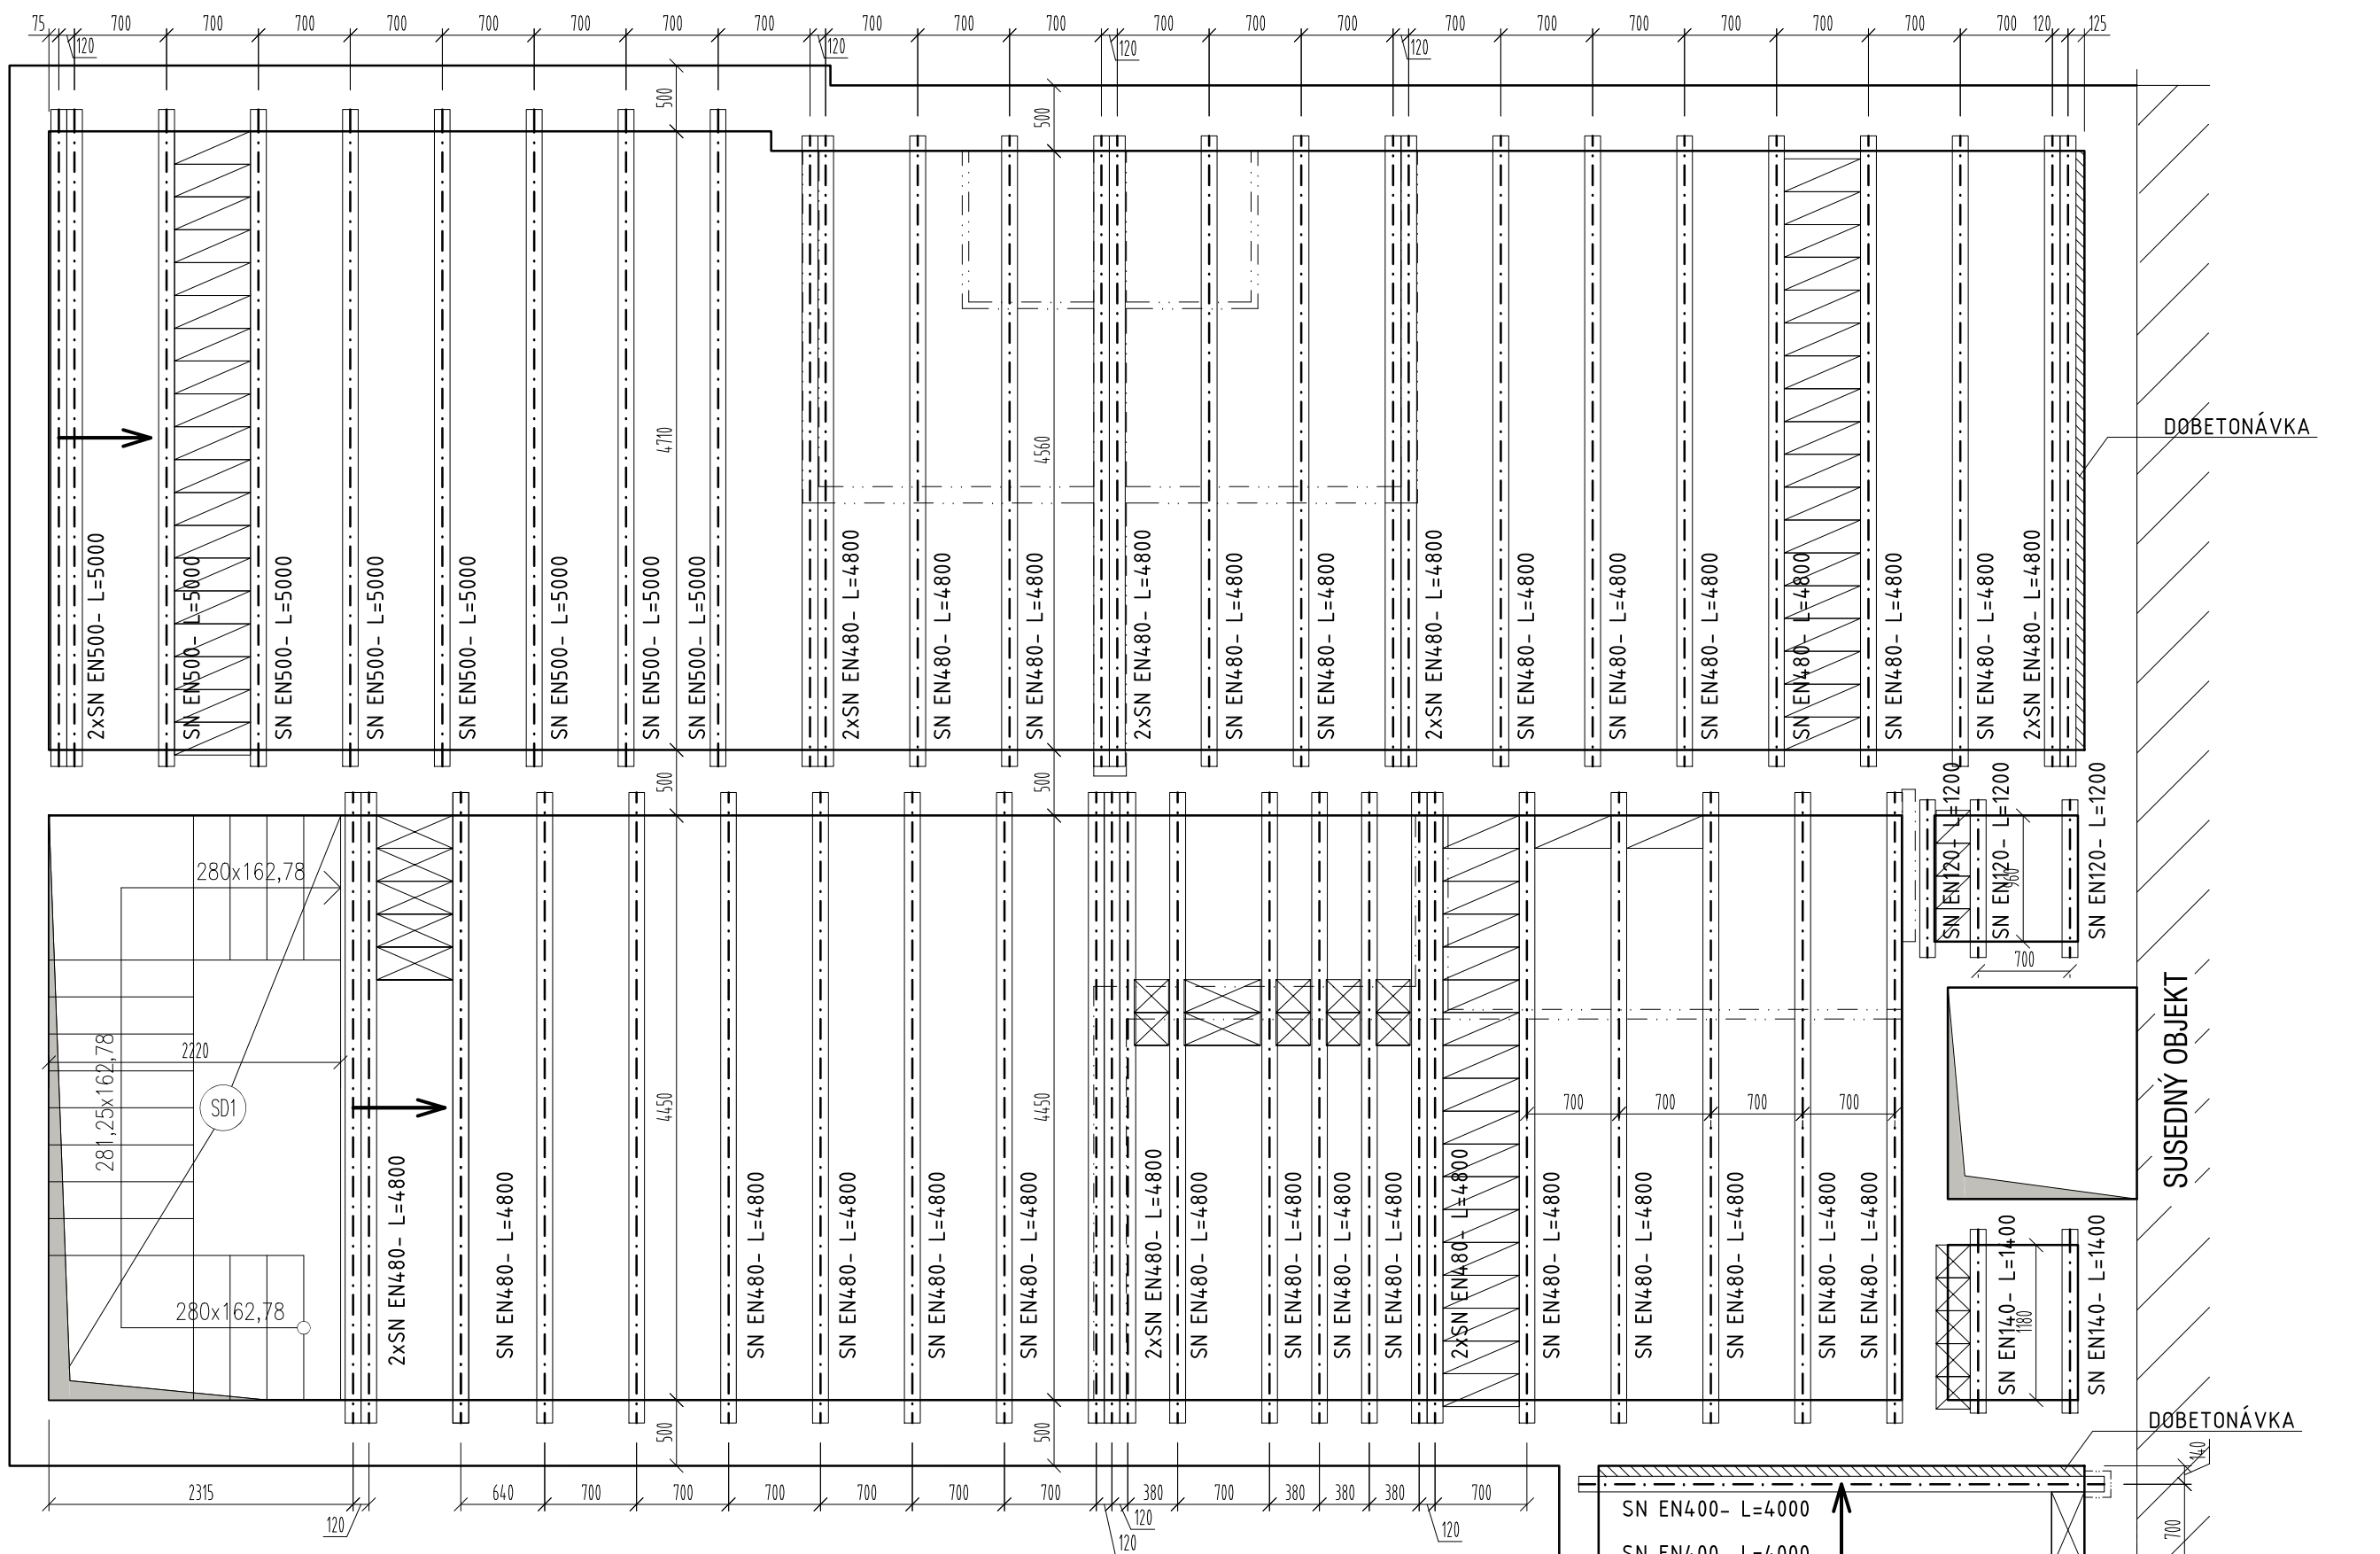 75 700 700 700 700 700 700 700 700 700 700 700 700 700 700 700 700 700 700 700 700 700 120 125
120 120 120 120
500 500
4710 4560
DOBETONÁVKA
2xSN EN500- L=5000
SN EN500- L=5000
SN EN500- L=5000
SN EN500- L=5000
SN EN500- L=5000
SN EN500- L=5000
SN EN500- L=5000
SN EN500- L=5000
2xSN EN480- L=4800
SN EN480- L=4800
SN EN480- L=4800
2xSN EN480- L=4800
SN EN480- L=4800
SN EN480- L=4800
2xSN EN480- L=4800
SN EN480- L=4800
SN EN480- L=4800
SN EN480- L=4800
SN EN480- L=4800
SN EN480- L=4800
SN EN480- L=4800
2xSN EN480- L=4800
500 500
SN EN120- L=1200
SN EN120- L=1200
960
SN EN120- L=1200
700
280x162,78
2220
281,25x162,78
SD1
280x162,78
4450 4450
700 700 700 700
SUSEDNÝ OBJEKT
2xSN EN480- L=4800
SN EN480- L=4800
SN EN480- L=4800
SN EN480- L=4800
SN EN480- L=4800
SN EN480- L=4800
2xSN EN480- L=4800
SN EN480- L=4800
SN EN480- L=4800
SN EN480- L=4800
SN EN480- L=4800
2xSN EN480- L=4800
SN EN480- L=4800
SN EN480- L=4800
SN EN480- L=4800
SN EN480- L=4800
SN EN480- L=4800
SN EN140- L=1400
1180
SN EN140- L=1400
DOBETONÁVKA
500 500
140
2315 640 700 700 700 700 700 700 380 700 380 380 380 700
120 120 120 120
SN EN400- L=4000
700
SN EN400- L=4000